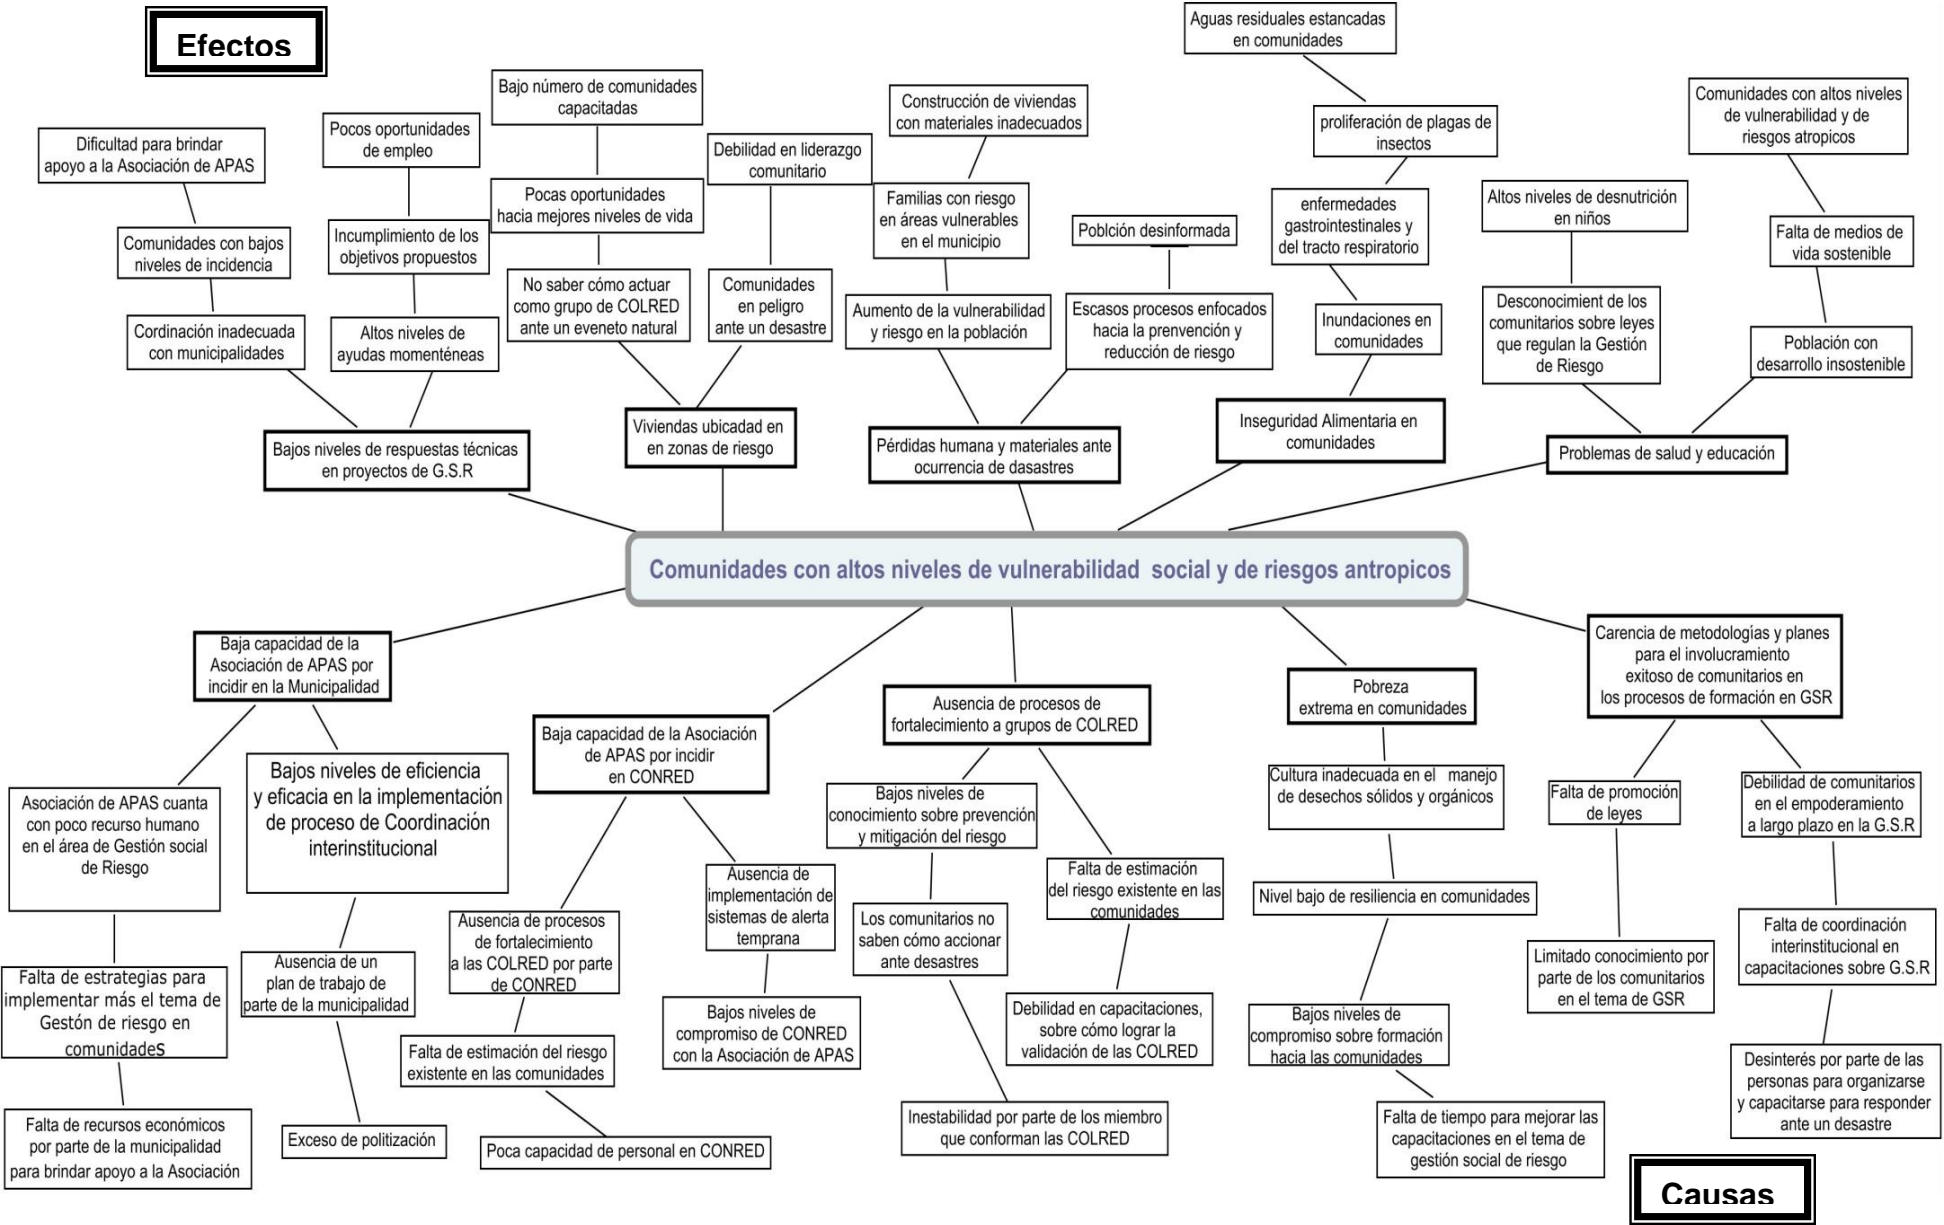 Efectos
Aguas residuales estancadas
en comunidades
Bajo número de comunidades
capacitadas
Construcción de viviendas
con materiales inadecuados
Comunidades con altos niveles
de vulnerabilidad y de
riesgos atropicos
Dificultad para brindar
apoyo a la Asociación de APAS
Pocos oportunidades
de empleo
Debilidad en liderazgo
comunitario
proliferación de plagas de
insectos
Pocas oportunidades
hacia mejores niveles de vida
Familias con riesgo
en áreas vulnerables
en el municipio
Poblción desinformada
enfermedades
gastrointestinales y
del tracto respiratorio
Altos niveles de desnutrición
en niños
Falta de medios de
vida sostenible
Comunidades con bajos
niveles de incidencia
Incumplimiento de los
objetivos propuestos
No saber cómo actuar
como grupo de COLRED
ante un eveneto natural
Comunidades
en peligro
ante un desastre
Aumento de la vulnerabilidad
y riesgo en la población
Escasos procesos enfocados
hacia la prenvención y
reducción de riesgo
Inundaciones en
comunidades
Desconocimient de los
comunitarios sobre leyes
que regulan la Gestión
de Riesgo
Población con
desarrollo insostenible
Cordinación inadecuada
con municipalidades
Altos niveles de
ayudas momenténeas
Bajos niveles de respuestas técnicas
en proyectos de G.S.R
Viviendas ubicadad en
en zonas de riesgo
Pérdidas humana y materiales ante
ocurrencia de dasastres
Inseguridad Alimentaria en
comunidades
Problemas de salud y educación
Comunidades con altos niveles de vulnerabilidad social y de riesgos antropicos
Baja capacidad de la
Asociación de APAS por
incidir en la Municipalidad
Baja capacidad de la Asociación
de APAS por incidir
en CONRED
Ausencia de procesos de
fortalecimiento a grupos de COLRED
Pobreza
extrema en comunidades
Carencia de metodologías y planes
para el involucramiento
exitoso de comunitarios en
los procesos de formación en GSR
Asociación de APAS cuanta
con poco recurso humano
en el área de Gestión social
de Riesgo
Bajos niveles de eficiencia
y eficacia en la implementación
de proceso de Coordinación
interinstitucional
Ausencia de procesos
de fortalecimiento
a las COLRED por parte
de CONRED
Ausencia de
implementación de
sistemas de alerta
temprana
Bajos niveles de
conocimiento sobre prevención
y mitigación del riesgo
Falta de estimación
del riesgo existente en las
comunidades
Cultura inadecuada en el manejo
de desechos sólidos y orgánicos
Falta de promoción
de leyes
Debilidad de comunitarios
en el empoderamiento
a largo plazo en la G.S.R
Falta de estrategias para
implementar más el tema de
Gestón de riesgo en
comunidades
Ausencia de un
plan de trabajo de
parte de la municipalidad
Falta de estimación del riesgo
existente en las comunidades
Bajos niveles de
compromiso de CONRED
con la Asociación de APAS
Los comunitarios no
saben cómo accionar
ante desastres
Debilidad en capacitaciones,
sobre cómo lograr la
validación de las COLRED
Nivel bajo de resiliencia en comunidades
Limitado conocimiento por
parte de los comunitarios
en el tema de GSR
Falta de coordinación
interinstitucional en
capacitaciones sobre G.S.R
Falta de recursos económicos
por parte de la municipalidad
para brindar apoyo a la Asociación
Exceso de politización
Poca capacidad de personal en CONRED
Inestabilidad por parte de los miembro
que conforman las COLRED
Bajos niveles de
compromiso sobre formación
hacia las comunidades
Falta de tiempo para mejorar las
capacitaciones en el tema de
gestión social de riesgo
Desinterés por parte de las
personas para organizarse
y capacitarse para responder
ante un desastre
Causas